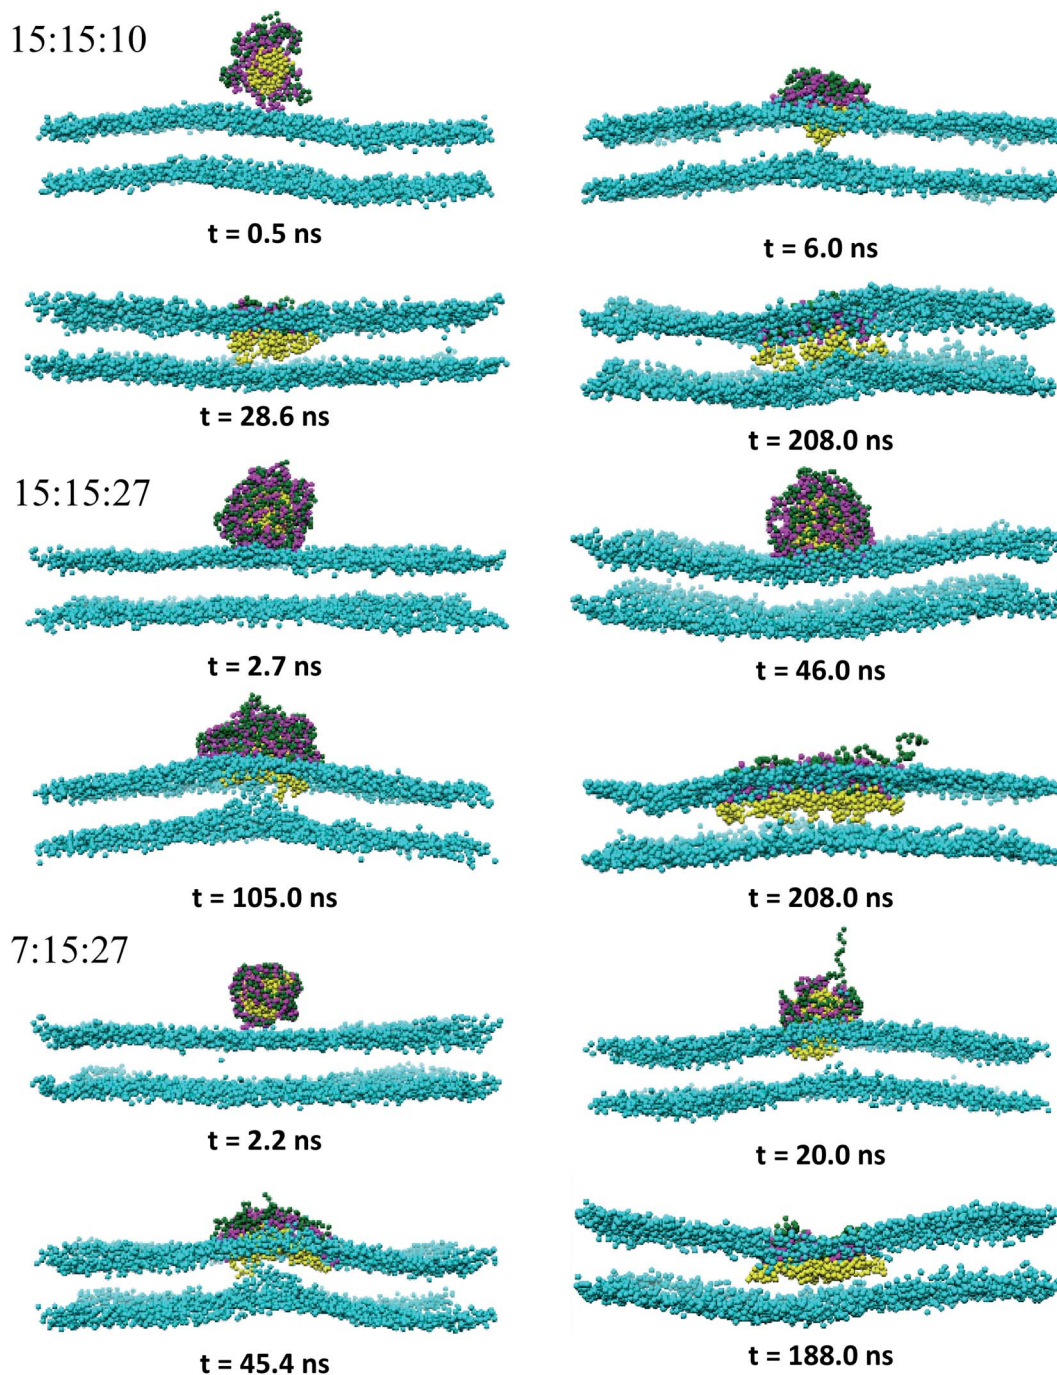 15:15:10
t = 0.5 ns
t = 6.0 ns
t = 28.6 ns
t = 208.0 ns
15:15:27
t = 2.7 ns
t = 46.0 ns
t = 105.0 ns
t = 208.0 ns
7:15:27
t = 2.2 ns
t = 20.0 ns
t = 45.4 ns
t = 188.0 ns